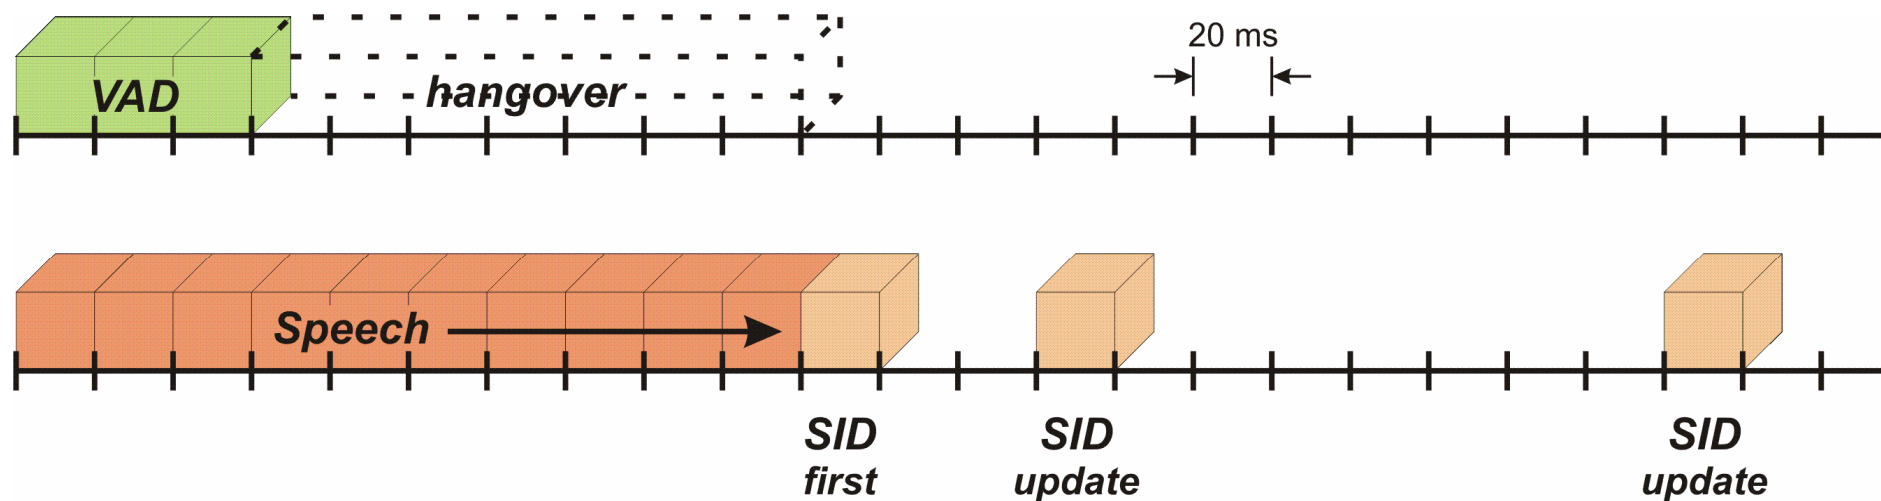 20 ms
VAD
hangover
Speech
SID
first
SID
update
SID
update